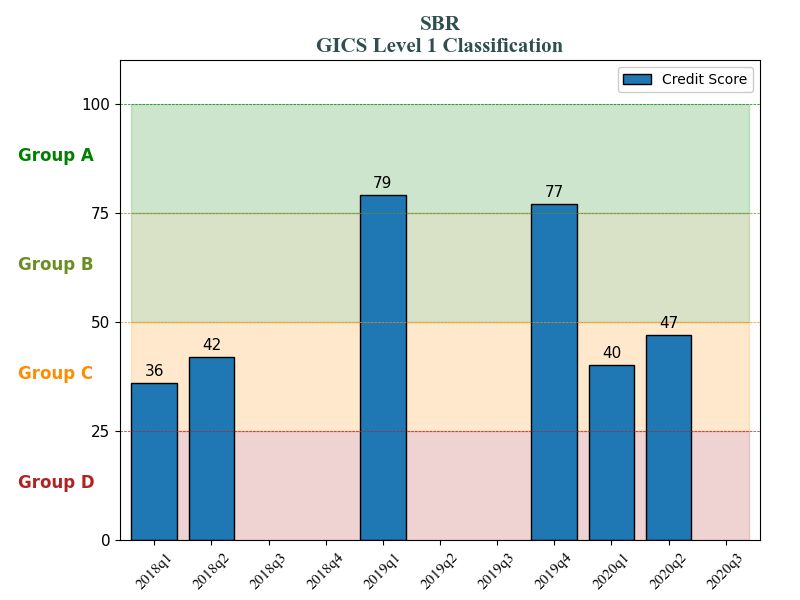 SBR
GICS Level 1 Classification
Credit Score
100
Group A
79
77
75
Group B
50
47
42
40
Group C
36
25
Group D
0
2018q1 2018q2 2018q3 2018q4 2019q1 2019q2 2019q3 2019q4 2020q1 2020q2 2020q3